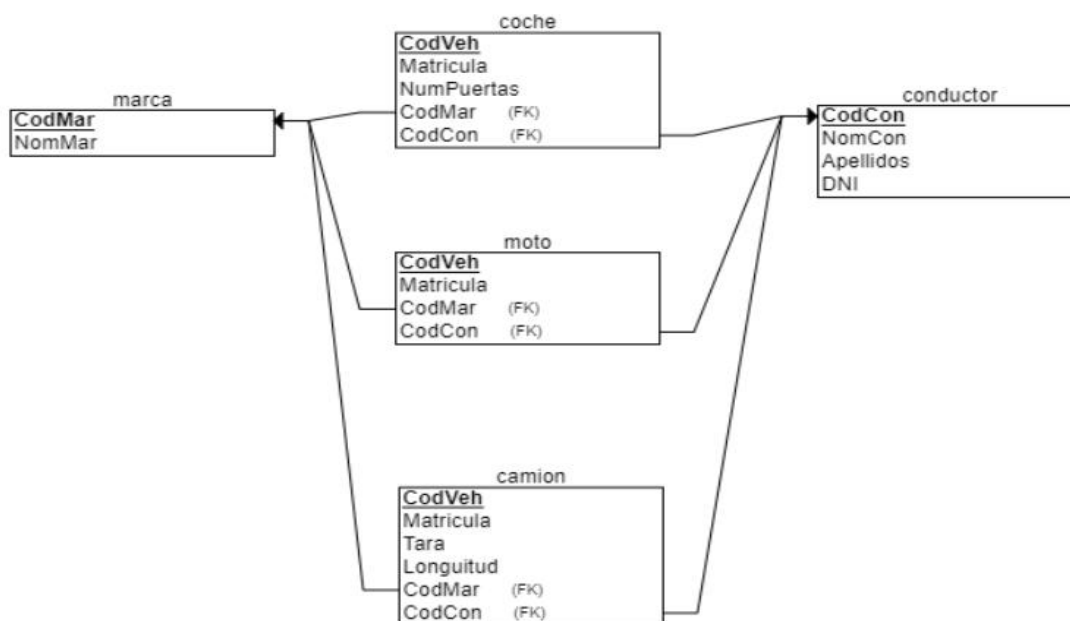 marca
CodMar
NomMar
coche
CodVeh
Matricula
NumPuertas
CodMar (FK)
CodCon (FK)
moto
CodVeh
Matricula
CodMar (FK)
CodCon (FK)
camion
CodVeh
Matricula
Tara
Longuitud
CodMar (FK)
CodCon (FK)
conductor
CodCon
NomCon
Apellidos
DNI